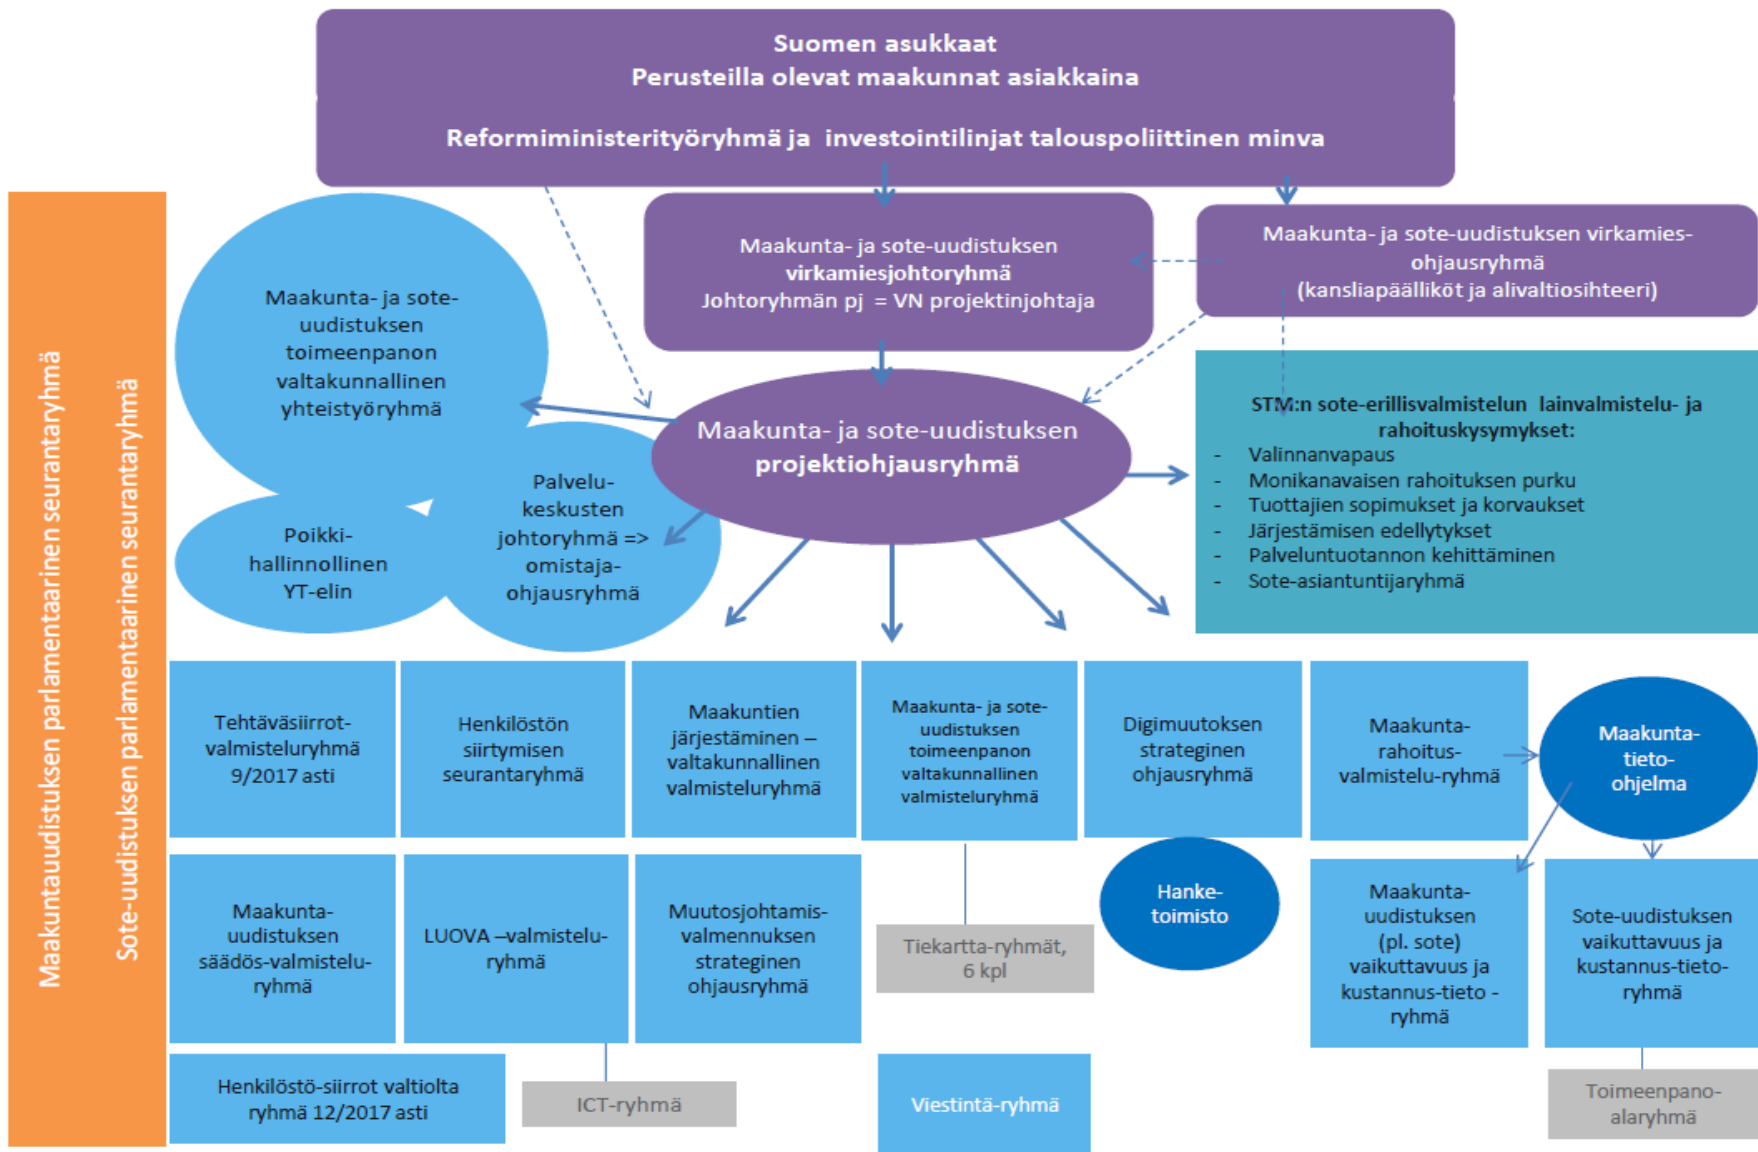 Suomen asukkaat
Perusteilla olevat maakunnat asiakkaina
Reformiministerityöryhmä ja investointilinjat talouspoliittinen minva
Maakuntauudistuksen parlamentaarinen seurantaryhmä
Sote-uudistuksen parlamentaarinen seurantaryhmä
Maakunta- ja sote-
uudistuksen
toimeenpanon
valtakunnallinen
yhteistyöryhmä
Maakunta- ja sote-uudistuksen
virkamiesjohtoryhmä
Johtoryhmän pj = VN projektinjohtaja
Maakunta- ja sote-uudistuksen virkamies-
ohjausryhmä
(kansliapäälliköt ja alivaltiosihteeri)
Maakunta- ja sote-uudistuksen
projektiohjausryhmä
STM:n sote-erillisvalmistelun lainvalmistelu- ja
rahoituskysymykset:
- Valinnanvapaus
- Monikanavaisen rahoituksen purku
- Tuottajien sopimukset ja korvaukset
- Järjestämisen edellytykset
- Palveluntuotannon kehittäminen
- Sote-asiantuntijaryhmä
Poikki-
hallinnollinen
YT-elin
Palvelu-
keskusten
johtoryhmä =>
omistaja-
ohjausryhmä
Tehtäväsiirrot-
valmisteluryhmä
9/2017 asti
Henkilöstön
siirtymisen
seurantaryhmä
Maakuntien
järjestäminen –
valtakunnallinen
valmisteluryhmä
Maakunta- ja sote-
uudistuksen
toimeenpanon
valtakunnallinen
valmisteluryhmä
Digimuutoksen
strateginen
ohjausryhmä
Maakunta-
rahoitus-
valmistelu-ryhmä
Maakunta-
tieto-
ohjelma
Maakunta-
uudistuksen
säädös-valmistelu-
ryhmä
LUOVA –valmistelu-
ryhmä
Muutosjohtamis-
valmennuksen
strateginen
ohjausryhmä
Tiekartta-ryhmät,
6 kpl
Hanke-
toimisto
Maakunta-
uudistuksen
(pl. sote)
vaikuttavuus ja
kustannus-tieto -
ryhmä
Sote-uudistuksen
vaikuttavuus ja
kustannus-tieto-
ryhmä
Henkilöstö-siirrot valtiolta
ryhmä 12/2017 asti
ICT-ryhmä
Viestintä-ryhmä
Toimeenpano-
alaryhmä